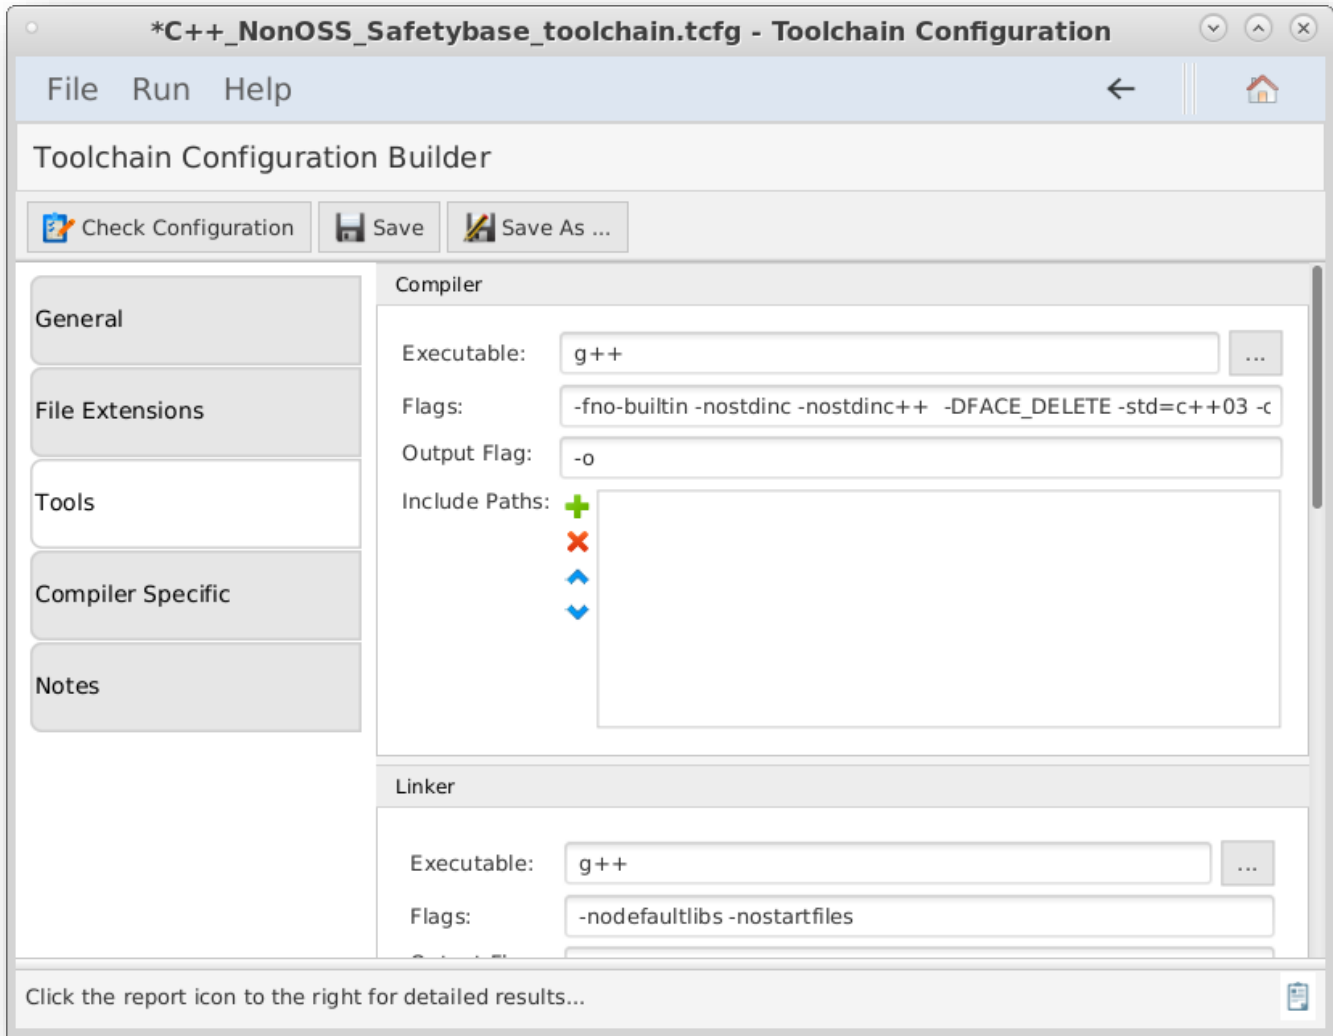 *C++_NonOSS_Safetybase_toolchain.tcfg - Toolchain Configuration
File Run Help
Toolchain Configuration Builder
Check Configuration Save Save As ...
General
File Extensions
Tools
Compiler Specific
Notes
Compiler
Executable: g++ ...
Flags: -fno-builtin -nostdinc -nostdinc++ -DFACE_DELETE -std=c++03
Output Flag: -o
Include Paths:
Linker
Executable: g++ ...
Flags: -nodefaultlibs -nostartfiles
Click the report icon to the right for detailed results...